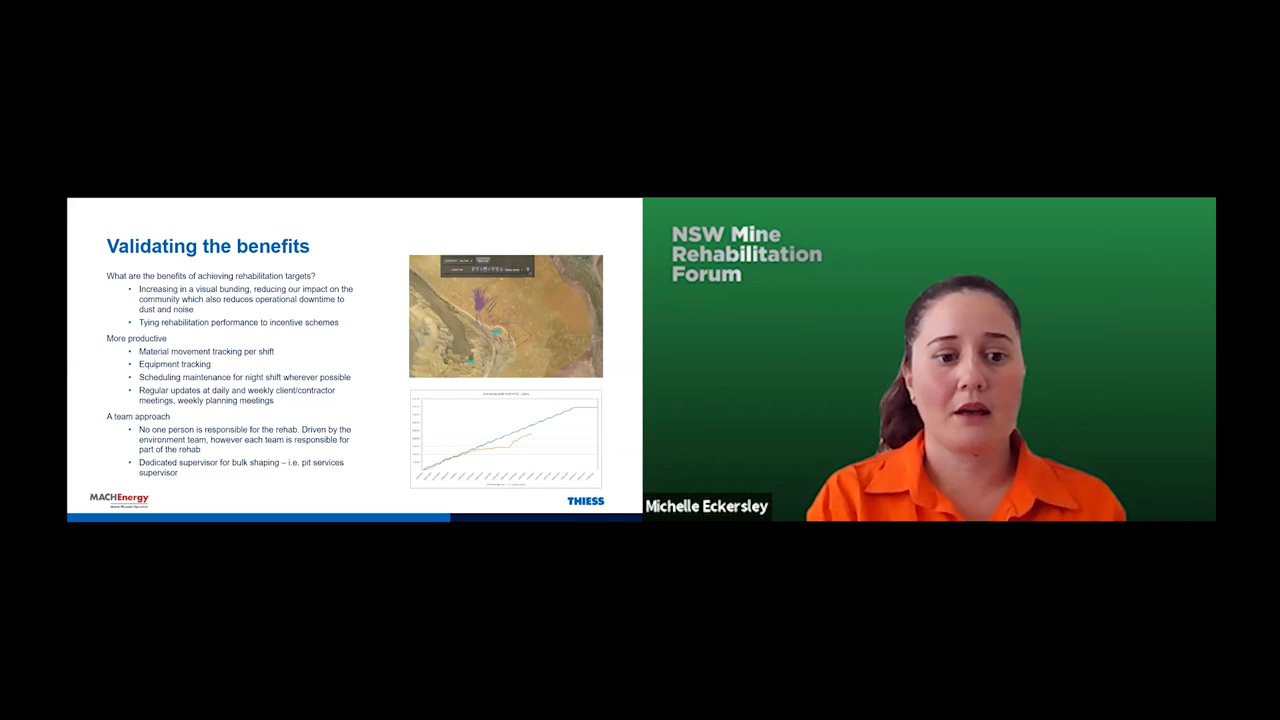 Validating the benefits
What are the benefits of achieving rehabilitation targets?
• Increasing in a visual bunding, reducing our impact on the
community which also reduces operational downtime to
dust and noise
• Tying rehabilitation performance to incentive schemes
More productive
• Material movement tracking per shift
• Equipment tracking
• Scheduling maintenance for night shift wherever possible
• Regular updates at daily and weekly client/contractor
meetings, weekly planning meetings
A team approach
• No one person is responsible for the rehab. Driven by the
environment team, however each team is responsible for
part of the rehab
• Dedicated supervisor for bulk shaping – i.e. pit services
supervisor
MACHEnergy
THIESS
NSW Mine
Rehabilitation
Forum
Michelle Eckersley